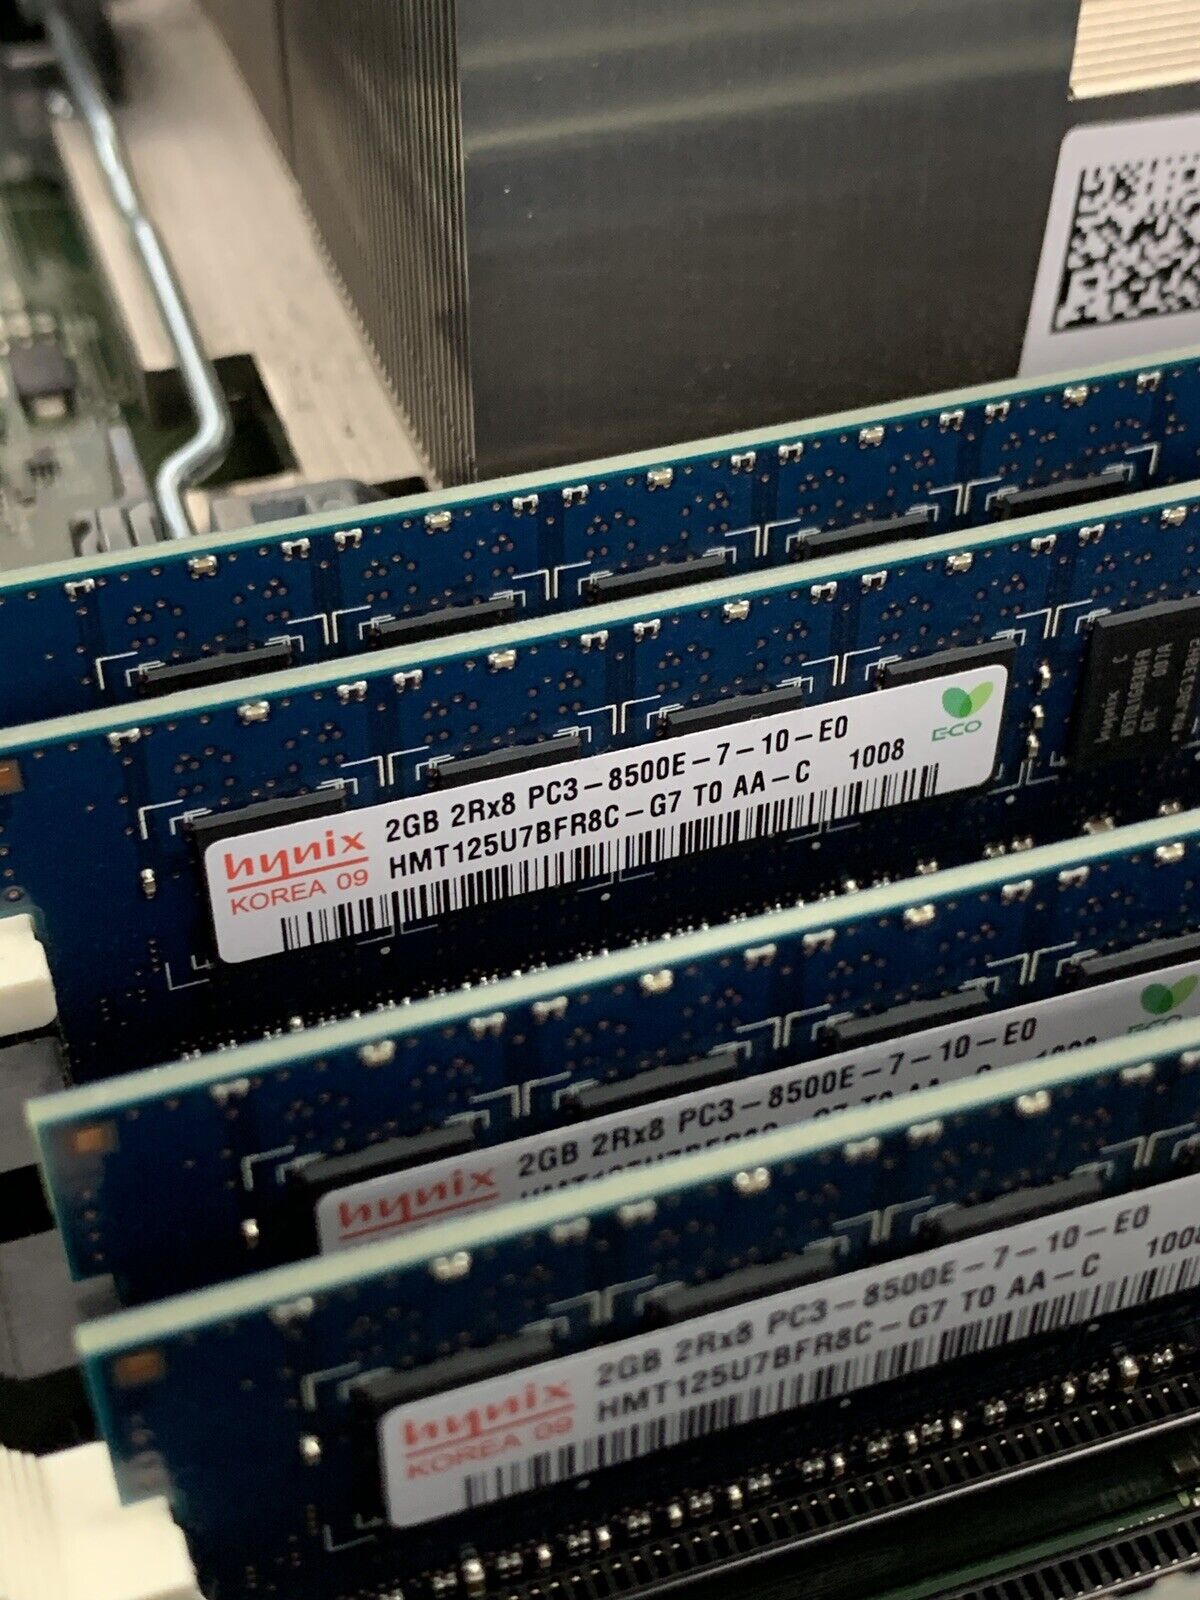 hynix
KOREA 09
2GB 2Rx8 PC3-8500E-7-10-E0
HMT125U7BFR8C-G7 T0 AA-C 1008
ECO
hynix
C
hynix
2GB 2Rx8 PC3-8500E-7-10-E0
hynix
KOREA 09
2GB 2Rx8 PC3-8500E-7-10-E0
HMT125U7BFR8C-G7 T0 AA-C